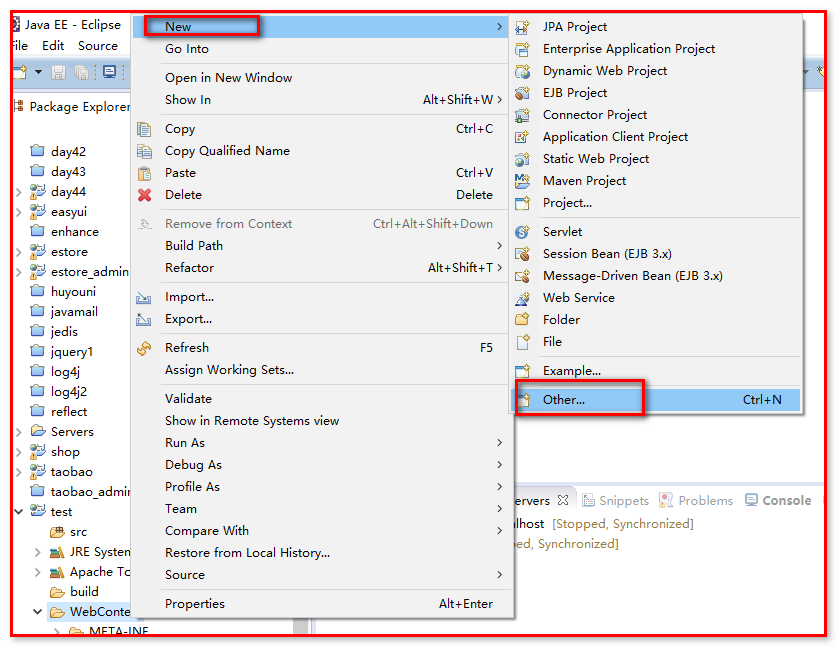 Java EE - Eclipse
File Edit Source
Package Explorer
day42
day43
day44
easyui
enhance
estore
estore_admin
huyouni
javamail
jedis
jquery1
log4j
log4j2
reflect
Servers
shop
taobao
taobao_admin
test
src
JRE System
Apache To
build
WebConte
META-INF
New
Go Into
Open in New Window
Show In Alt+Shift+W
Copy Ctrl+C
Copy Qualified Name
Paste Ctrl+V
Delete Delete
Remove from Context Ctrl+Alt+Shift+Down
Build Path
Refactor Alt+Shift+T
Import...
Export...
Refresh F5
Assign Working Sets...
Validate
Show in Remote Systems view
Run As
Debug As
Profile As
Team
Compare With
Restore from Local History...
Source
Properties Alt+Enter
JPA Project
Enterprise Application Project
Dynamic Web Project
EJB Project
Connector Project
Application Client Project
Static Web Project
Maven Project
Project...
Servlet
Session Bean (EJB 3.x)
Message-Driven Bean (EJB 3.x)
Web Service
Folder
File
Example...
Other... Ctrl+N
ervers Snippets Problems Console
lhost [Stopped, Synchronized]
ped, Synchronized]